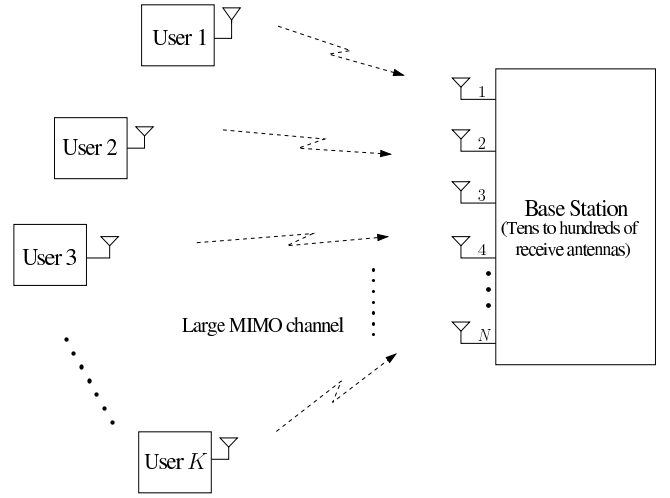 User 1
1
User 2
2
3
Base Station
(Tens to hundreds of
receive antennas)
User 3
4
Large MIMO channel
N
User K